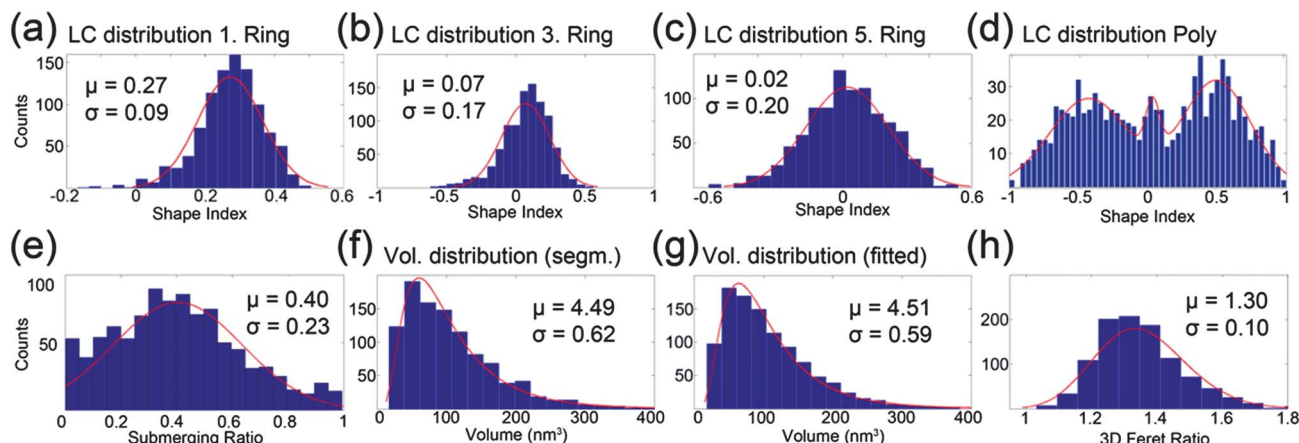 (a) LC distribution 1. Ring
Counts
150
100
50
μ = 0.27
σ = 0.09
-0.2 0 0.2 0.4 0.6
Shape Index
(b) LC distribution 3. Ring
150
100
50
0
μ = 0.07
σ = 0.17
-1 -0.5 0 0.5 1
Shape Index
(c) LC distribution 5. Ring
100
50
μ = 0.02
σ = 0.20
-0.6 0 0.6
Shape Index
(d) LC distribution Poly
30
20
10
-1 -0.5 0 0.5 1
Shape Index
(e)
Counts
100
50
μ = 0.40
σ = 0.23
0 0.2 0.4 0.6 0.8 1
Submerging Ratio
(f) Vol. distribution (segm.)
150
100
50
μ = 4.49
σ = 0.62
0 100 200 300 400
Volume (nm³)
(g) Vol. distribution (fitted)
150
100
50
μ = 4.51
σ = 0.59
0 100 200 300 400
Volume (nm³)
(h)
200
100
μ = 1.30
σ = 0.10
1 1.2 1.4 1.6 1.8
3D Feret Ratio